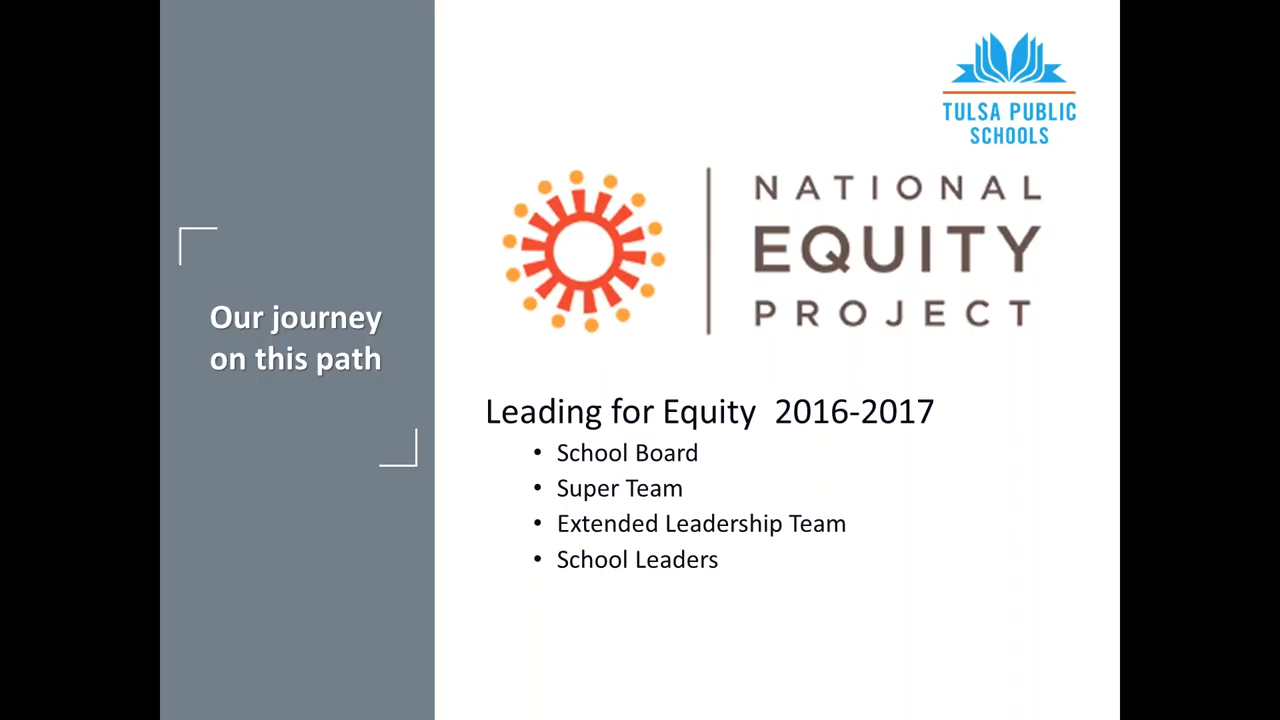 Our journey
on this path
TULSA PUBLIC
SCHOOLS
NATIONAL
EQUITY
PROJECT
Leading for Equity 2016-2017
• School Board
• Super Team
• Extended Leadership Team
• School Leaders